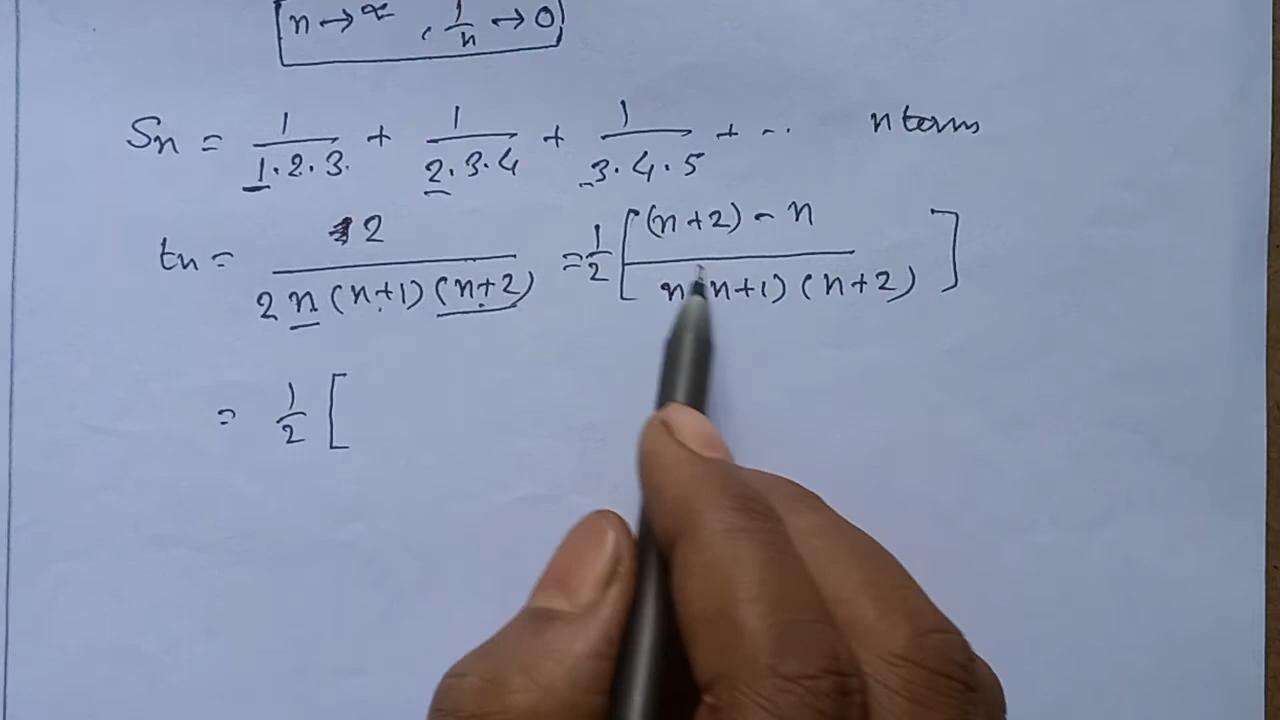 n → ∞ , 1/n → 0
Sn = 1/1·2·3 + 1/2·3·4 + 1/3·4·5 + ·· n terms
tn = 2/2n(n+1)(n+2) = 1/2 [(n+2) - n/n(n+1)(n+2)]
= 1/2 [